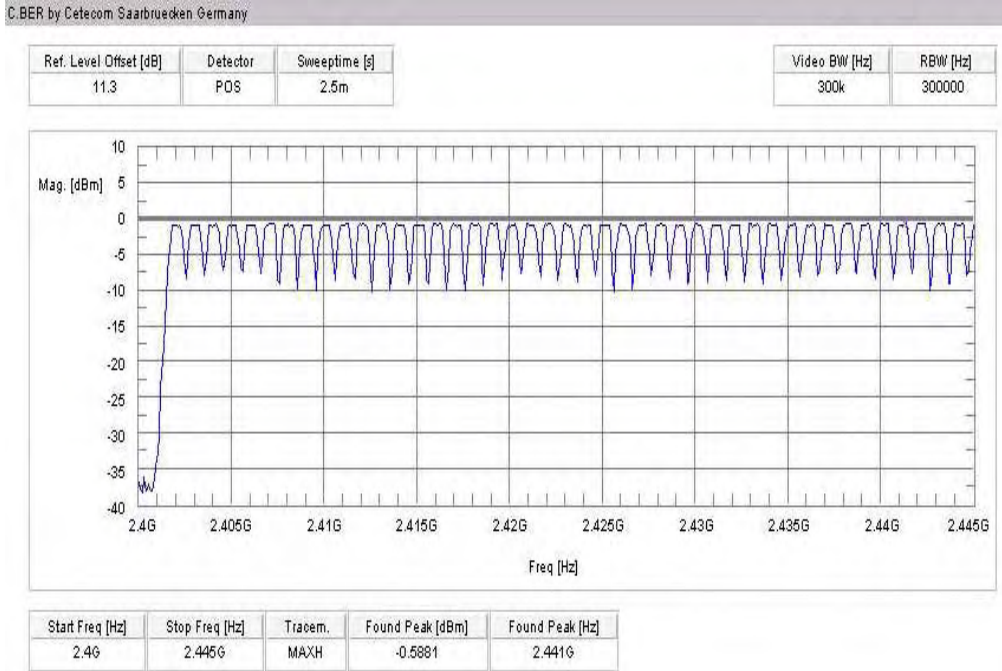 C.BER by Cetecom Saarbruecken Germany
Ref. Level Offset [dB] Detector Sweeptime [s] Video BW [Hz] RBW [Hz]
11.3 POS 2.5m 300k 300000
10
Mag. [dBm] 5
0
-5
-10
-15
-20
-25
-30
-35
-40
2.4G 2.405G 2.41G 2.415G 2.42G 2.425G 2.43G 2.435G 2.44G 2.445G
Freq [Hz]
Start Freq [Hz] Stop Freq [Hz] Tracem. Found Peak [dBm] Found Peak [Hz]
2.4G 2.445G MAXH -0.5881 2.441G